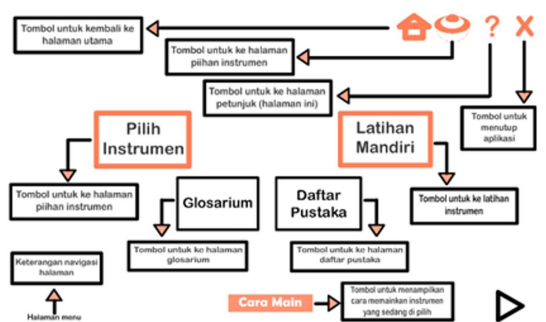 Tombol untuk kembali ke
halaman utama
? X
Tombol untuk ke halaman
piihan instrumen
Tombol untuk ke halaman
petunjuk (halaman ini)
Tombol untuk
menutup
aplikasi
Pilih
Instrumen
Latihan
Mandiri
Tombol untuk ke halaman
piihan instrumen
Glosarium
Daftar
Pustaka
Tombol untuk ke latihan
instrumen
Tombol untuk ke halaman
glosarium
Tombol untuk ke halaman
daftar pustaka
Keterangan navigasi
halaman
Halaman menu
Cara Main
Tombol untuk menampilkan
cara memainkan instrumen
yang sedang di pilih